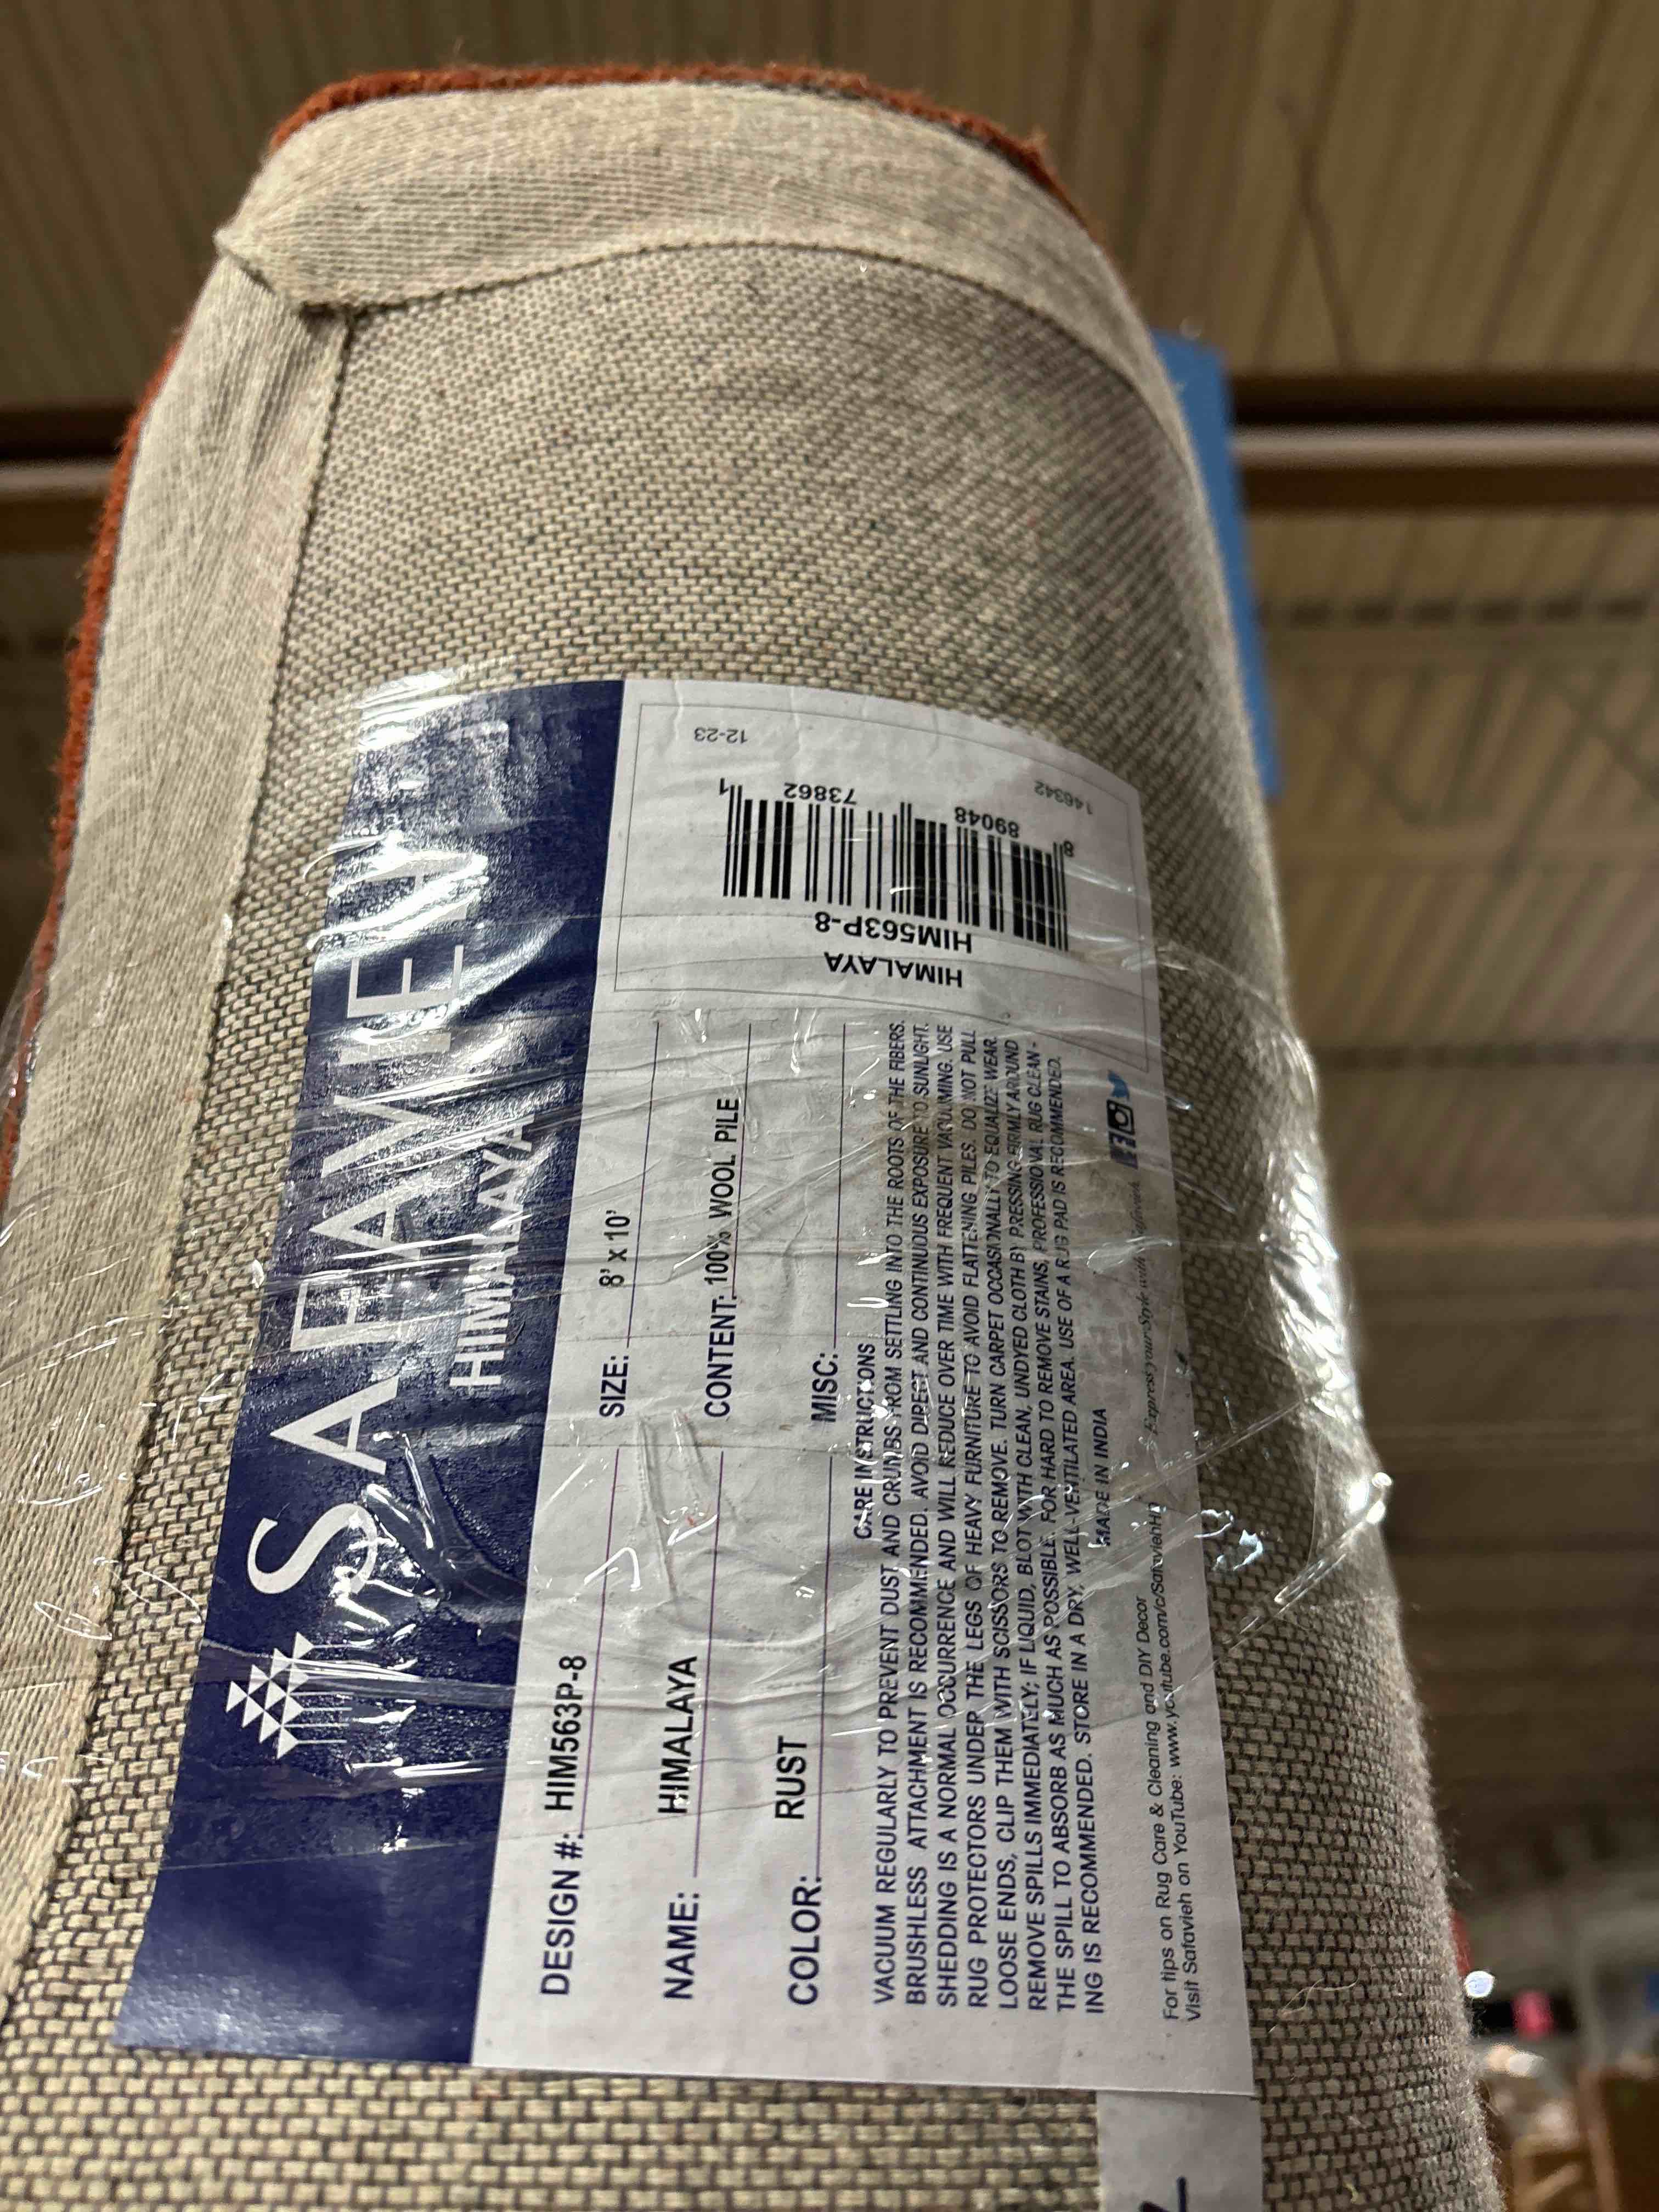 SAFAVIEH
HIMALAYA
DESIGN #: HIM563P-8
SIZE: 8' x 10'
NAME: HIMALAYA
CONTENT: 100% WOOL PILE
COLOR: RUST
MISC:
CARE INSTRUCTIONS
VACUUM REGULARLY TO PREVENT DUST AND CRUMBS FROM SETTLING INTO THE ROOTS OF THE FIBERS.
BRUSHLESS ATTACHMENT IS RECOMMENDED. AVOID DIRECT AND CONTINUOUS EXPOSURE TO SUNLIGHT.
SHEDDING IS A NORMAL OCCURRENCE AND WILL REDUCE OVER TIME WITH FREQUENT VACUUMING. USE
RUG PROTECTORS UNDER THE LEGS OF HEAVY FURNITURE TO AVOID FLATTENING PILES. DO NOT PULL
LOOSE ENDS, CLIP THEM WITH SCISSORS TO REMOVE. TURN CARPET OCCASIONALLY TO EQUALIZE WEAR.
REMOVE SPILLS IMMEDIATELY; IF LIQUID, BLOT WITH CLEAN, UNDYED CLOTH BY PRESSING FIRMLY AROUND
THE SPILL TO ABSORB AS MUCH AS POSSIBLE. FOR HARD TO REMOVE STAINS, PROFESSIONAL RUG CLEAN-
ING IS RECOMMENDED. STORE IN A DRY, WELL-VENTILATED AREA. USE OF A RUG PAD IS RECOMMENDED.
MADE IN INDIA
For tips on Rug Care & Cleaning and DIY Decor
Visit Safavieh on YouTube: www.youtube.com/c/SafaviehHD
Express your Style with Safavieh
HIMALAYA
HIM563P-8
8 89048 73862 1
146342
12-23